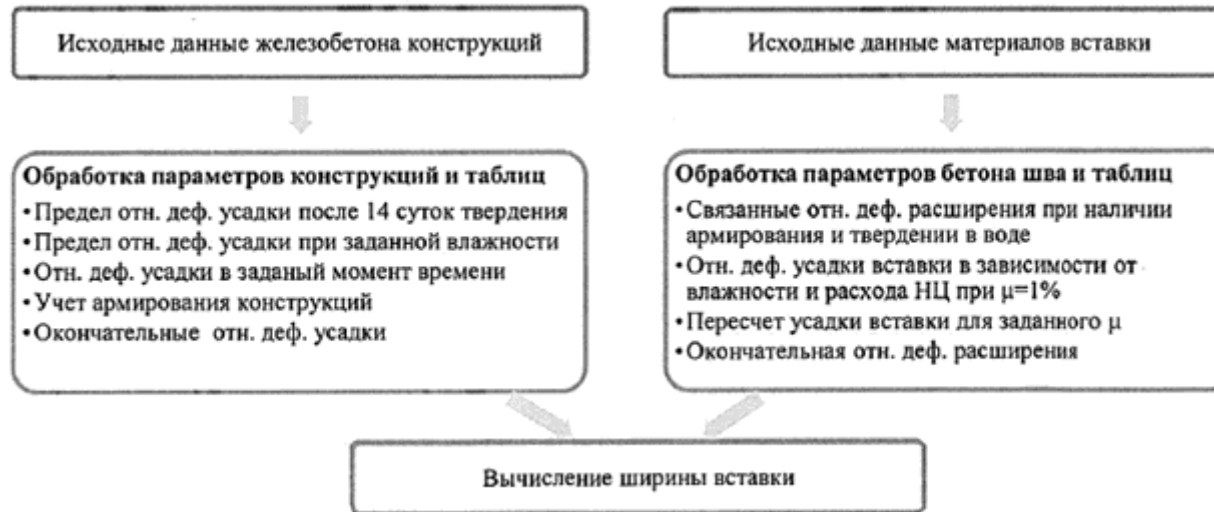 Исходные данные железобетона конструкций
Исходные данные материалов вставки
Обработка параметров конструкций и таблиц
•Предел отн. деф. усадки после 14 суток твердения
•Предел отн. деф. усадки при заданной влажности
•Отн. деф. усадки в заданый момент времени
•Учет армирования конструкций
•Окончательные отн. деф. усадки
Обработка параметров бетона шва и таблиц
•Связанные отн. деф. расширения при наличии
армирования и твердении в воде
•Отн. деф. усадки вставки в зависимости от
влажности и расхода НЦ при μ=1%
•Пересчет усадки вставки для заданного μ
•Окончательная отн. деф. расширения
Вычисление ширины вставки